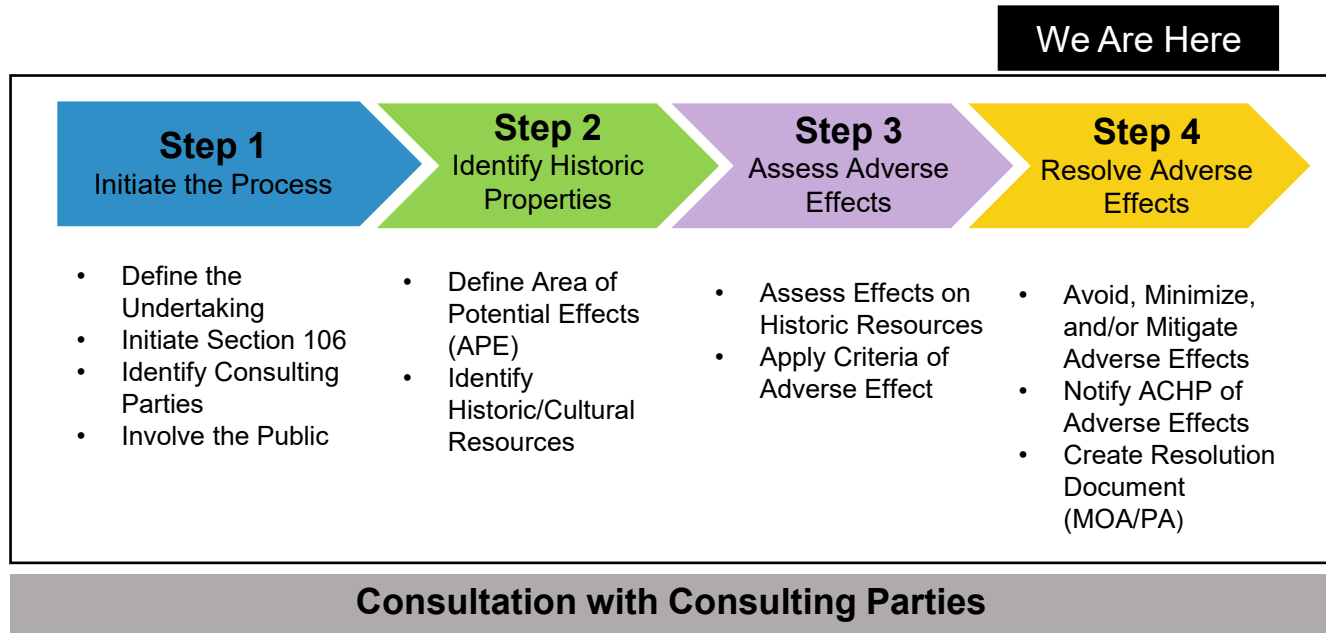 We Are Here
Step 1
Initiate the Process
Step 2
Identify Historic
Properties
Step 3
Assess Adverse
Effects
Step 4
Resolve Adverse
Effects
• Define the
Undertaking
• Initiate Section 106
• Identify Consulting
Parties
• Involve the Public
• Define Area of
Potential Effects
(APE)
• Identify
Historic/Cultural
Resources
• Assess Effects on
Historic Resources
• Apply Criteria of
Adverse Effect
• Avoid, Minimize,
and/or Mitigate
Adverse Effects
• Notify ACHP of
Adverse Effects
• Create Resolution
Document
(MOA/PA)
Consultation with Consulting Parties